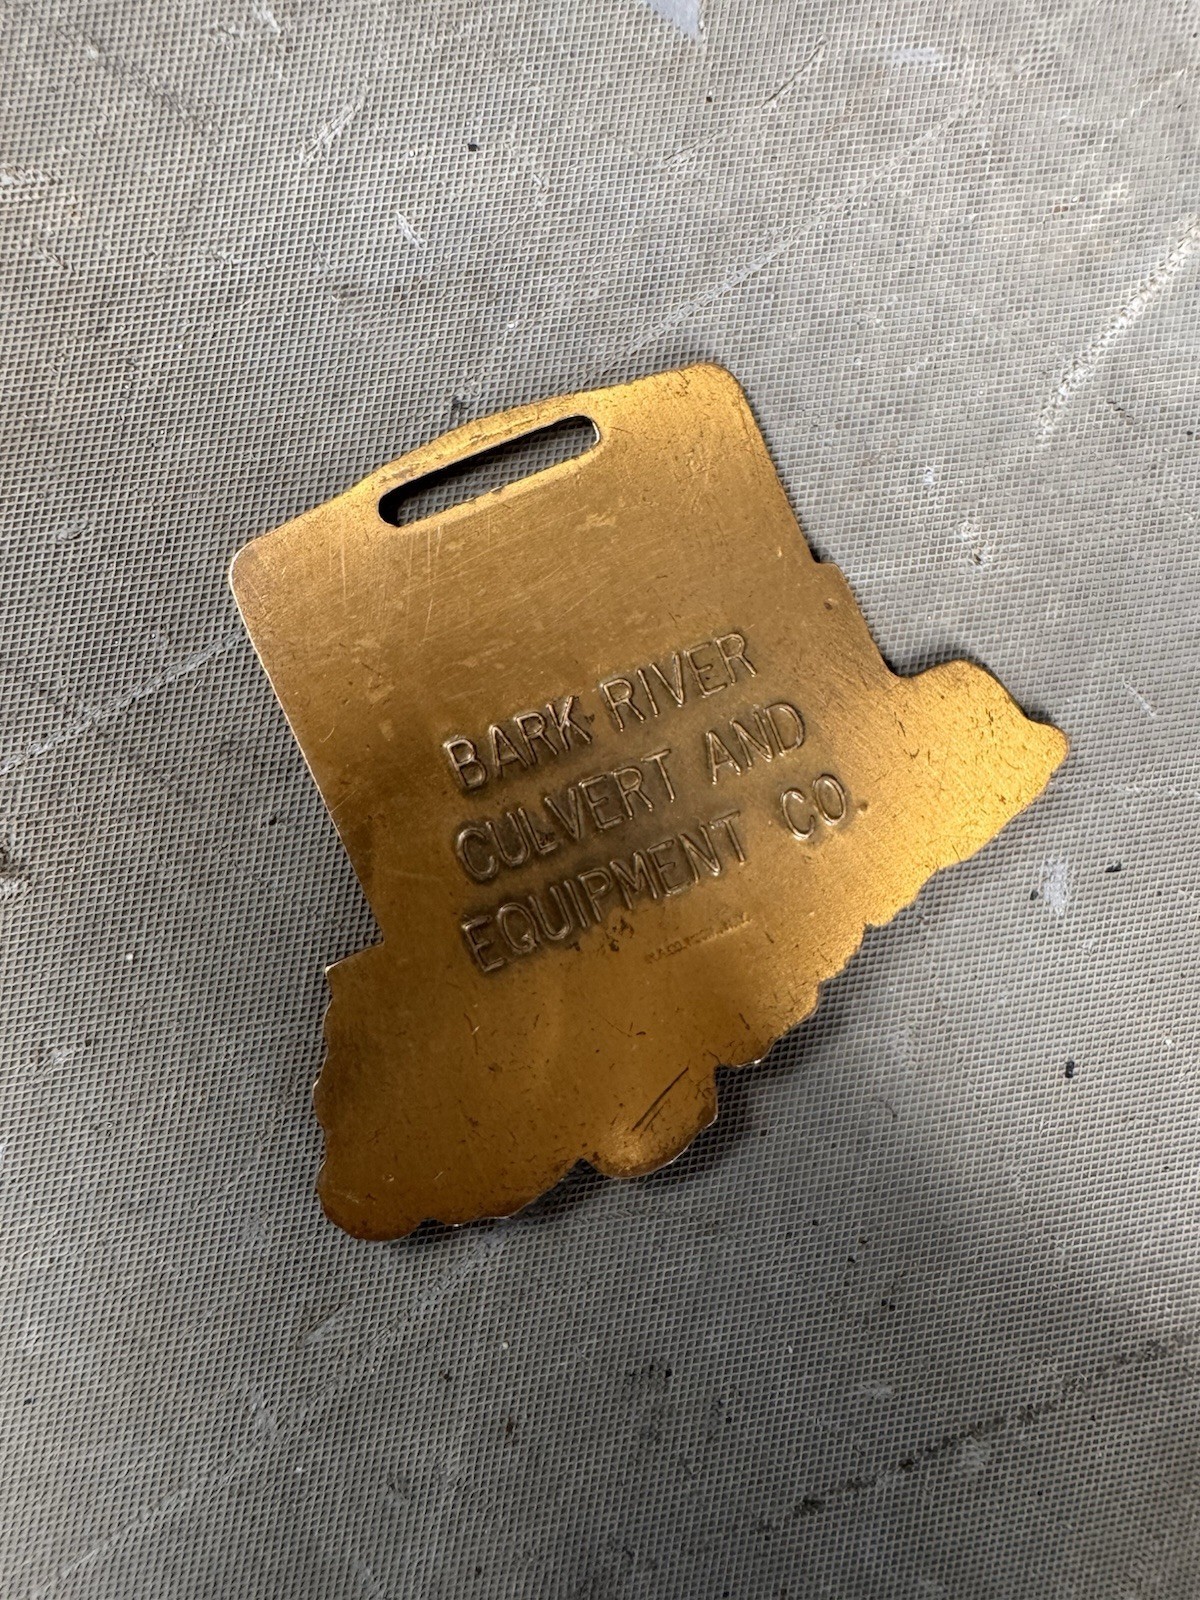 BARK RIVER
CULVERT AND
EQUIPMENT CO.